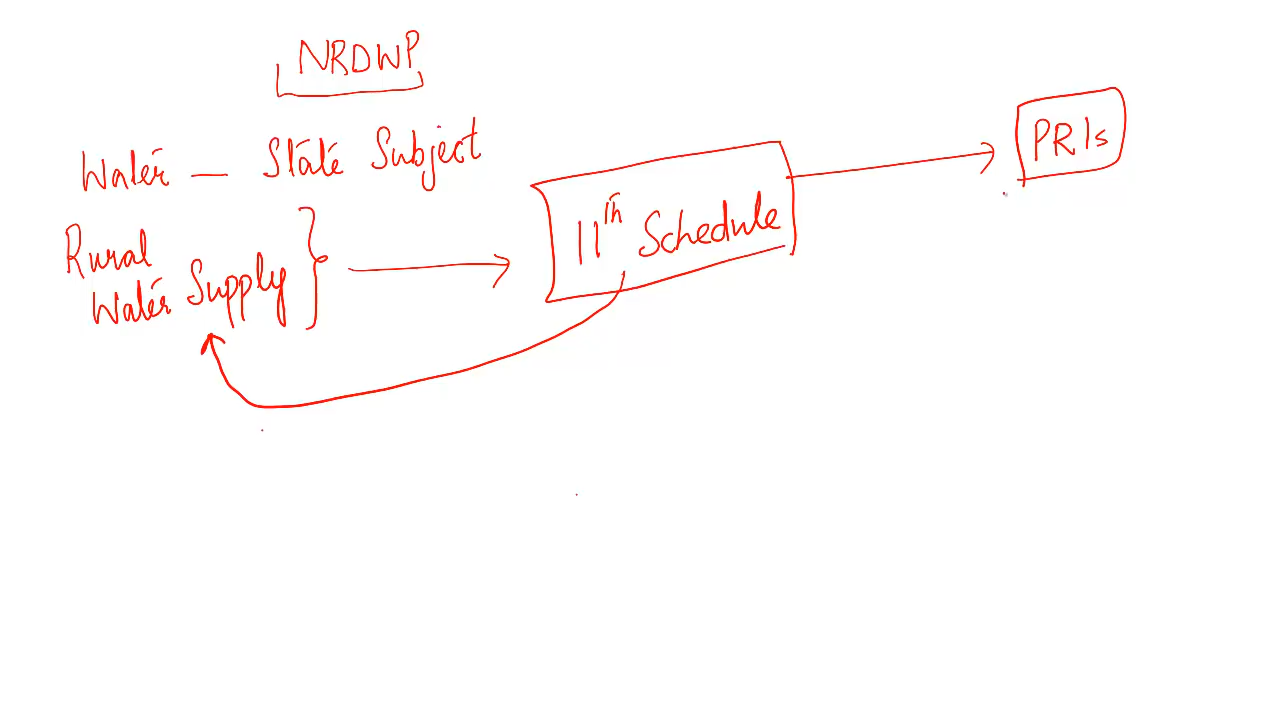 NRDWP
Water — State Subject
Rural
Water Supply
11th Schedule
PRIs